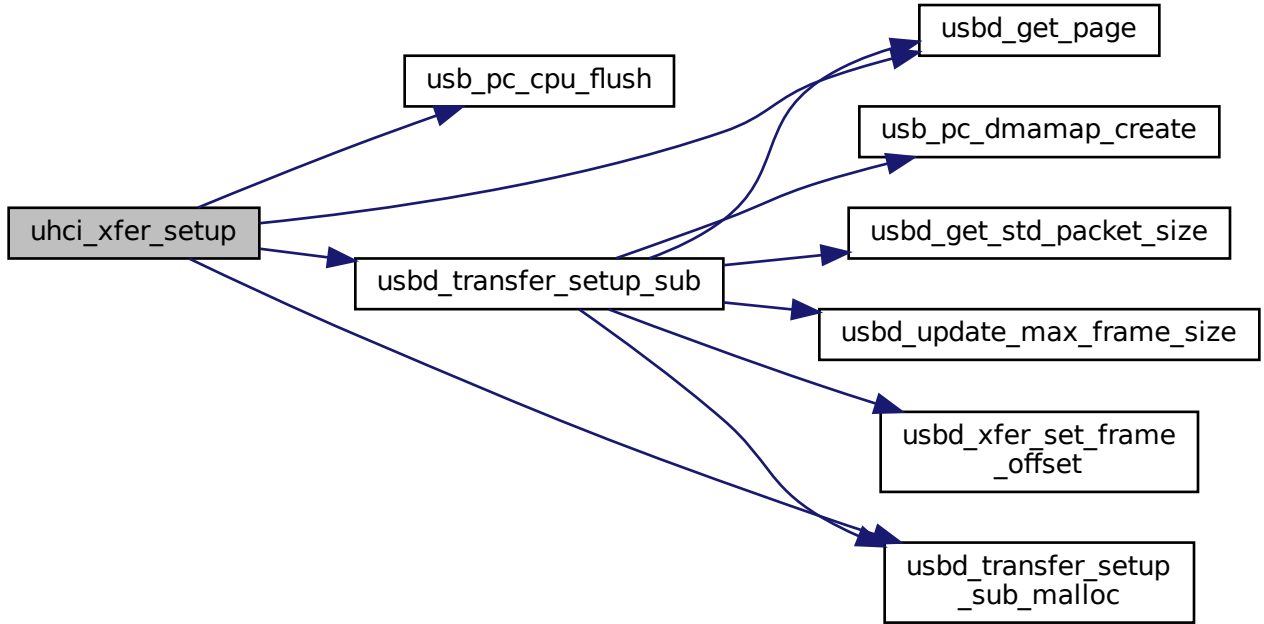 usbd_get_page
usb_pc_cpu_flush
usb_pc_dmamap_create
uhci_xfer_setup
usbd_get_std_packet_size
usbd_transfer_setup_sub
usbd_update_max_frame_size
usbd_xfer_set_frame
_offset
usbd_transfer_setup
_sub_malloc